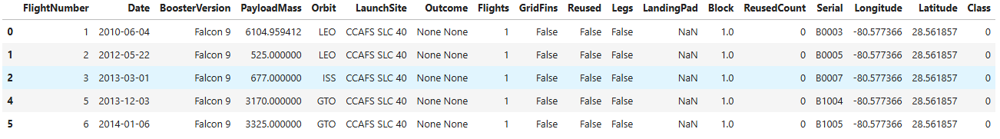 FlightNumber Date BoosterVersion PayloadMass Orbit LaunchSite Outcome Flights GridFins Reused Legs LandingPad Block ReusedCount Serial Longitude Latitude Class
0 1 2010-06-04 Falcon 9 6104.959412 LEO CCAFS SLC 40 None None 1 False False False NaN 1.0 0 B0003 -80.577366 28.561857 0
1 2 2012-05-22 Falcon 9 525.000000 LEO CCAFS SLC 40 None None 1 False False False NaN 1.0 0 B0005 -80.577366 28.561857 0
2 3 2013-03-01 Falcon 9 677.000000 ISS CCAFS SLC 40 None None 1 False False False NaN 1.0 0 B0007 -80.577366 28.561857 0
4 5 2013-12-03 Falcon 9 3170.000000 GTO CCAFS SLC 40 None None 1 False False False NaN 1.0 0 B1004 -80.577366 28.561857 0
5 6 2014-01-06 Falcon 9 3325.000000 GTO CCAFS SLC 40 None None 1 False False False NaN 1.0 0 B1005 -80.577366 28.561857 0